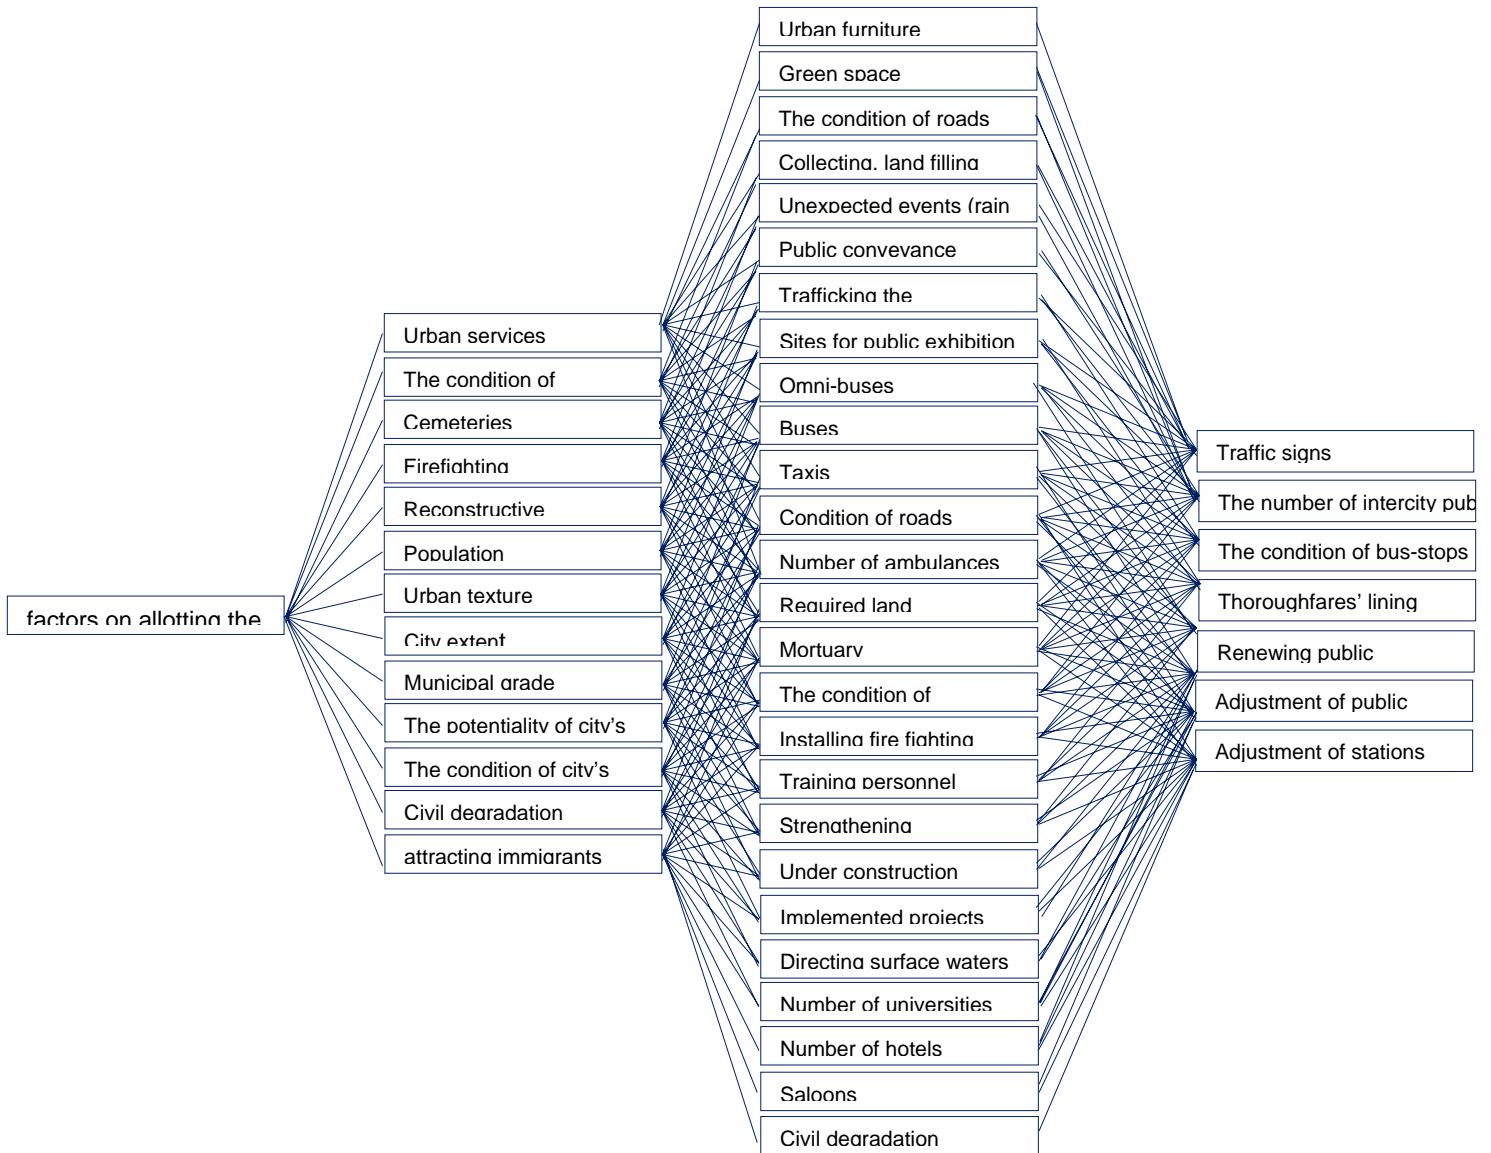 factors on allotting the
Urban services
The condition of
Cemeteries
Firefighting
Reconstructive
Population
Urban texture
City extent
Municipal grade
The potentiality of city's
The condition of city's
Civil degradation
attracting immigrants
Urban furniture
Green space
The condition of roads
Collecting, land filling
Unexpected events (rain
Public conveyance
Trafficking the
Sites for public exhibition
Omni-buses
Buses
Taxis
Condition of roads
Number of ambulances
Required land
Mortuary
The condition of
Installing fire fighting
Training personnel
Strengthening
Under construction
Implemented projects
Directing surface waters
Number of universities
Number of hotels
Saloons
Civil degradation
Traffic signs
The number of intercity pub
The condition of bus-stops
Thoroughfares’ lining
Renewing public
Adjustment of public
Adjustment of stations